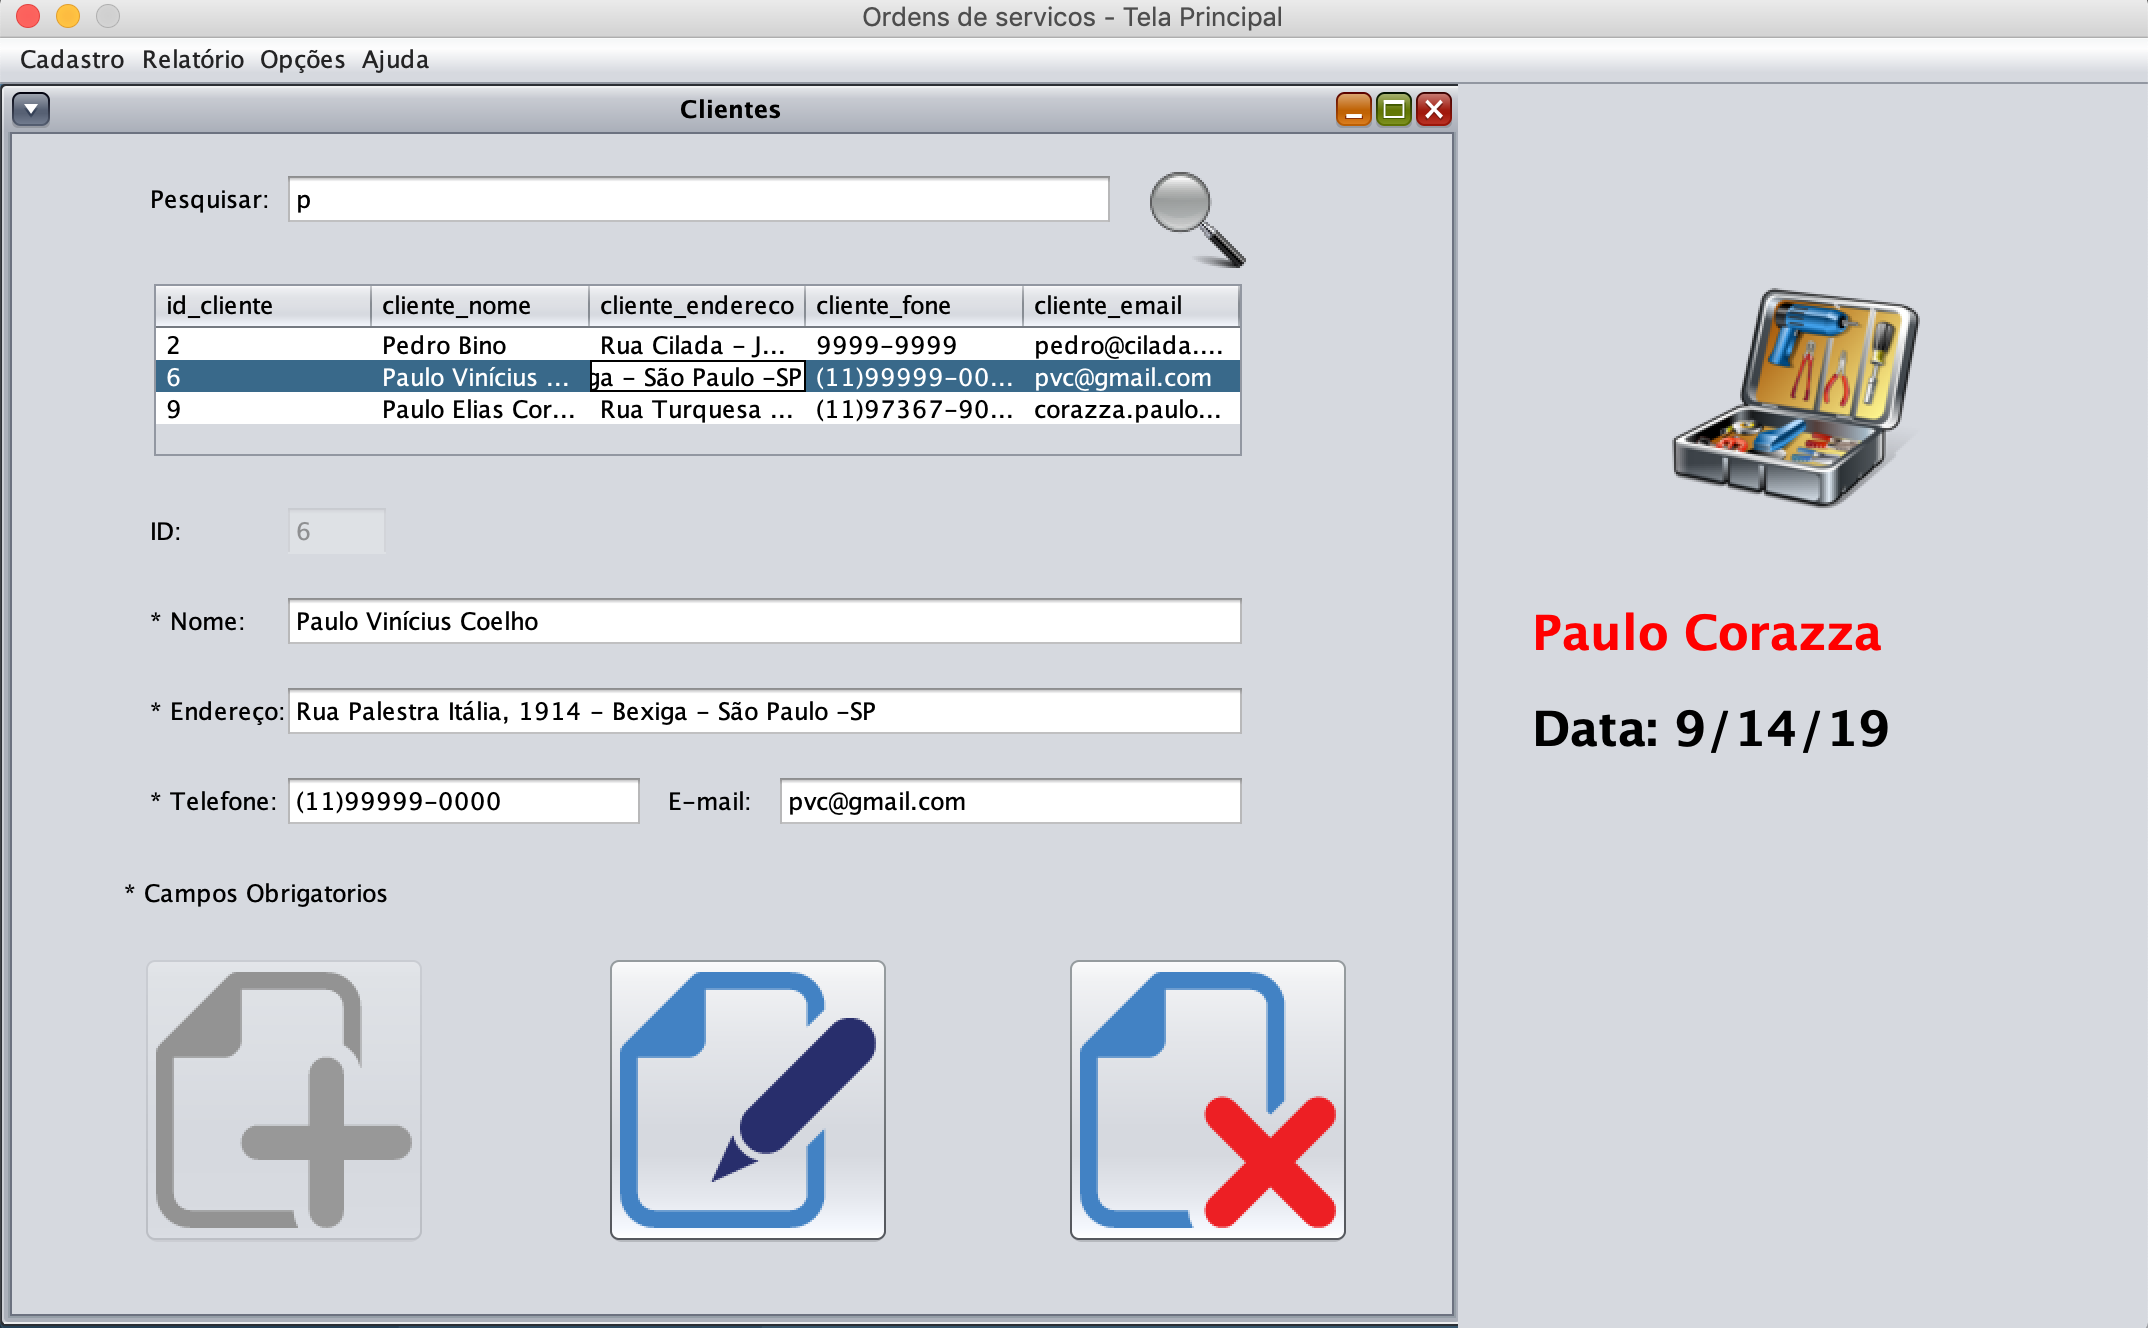 Ordens de servicos - Tela Principal
Cadastro Relatório Opções Ajuda
Clientes
Pesquisar: p
id_cliente cliente_nome cliente_endereco cliente_fone cliente_email
2 Pedro Bino Rua Cilada - J... 9999-9999 pedro@cilada....
6 Paulo Vinícius ... ga - São Paulo -SP (11)99999-00... pvc@gmail.com
9 Paulo Elias Cor... Rua Turquesa ... (11)97367-90... corazza.paulo...
ID: 6
* Nome: Paulo Vinícius Coelho
* Endereço: Rua Palestra Itália, 1914 - Bexiga - São Paulo -SP
* Telefone: (11)99999-0000 E-mail: pvc@gmail.com
* Campos Obrigatorios
Paulo Corazza
Data: 9/14/19